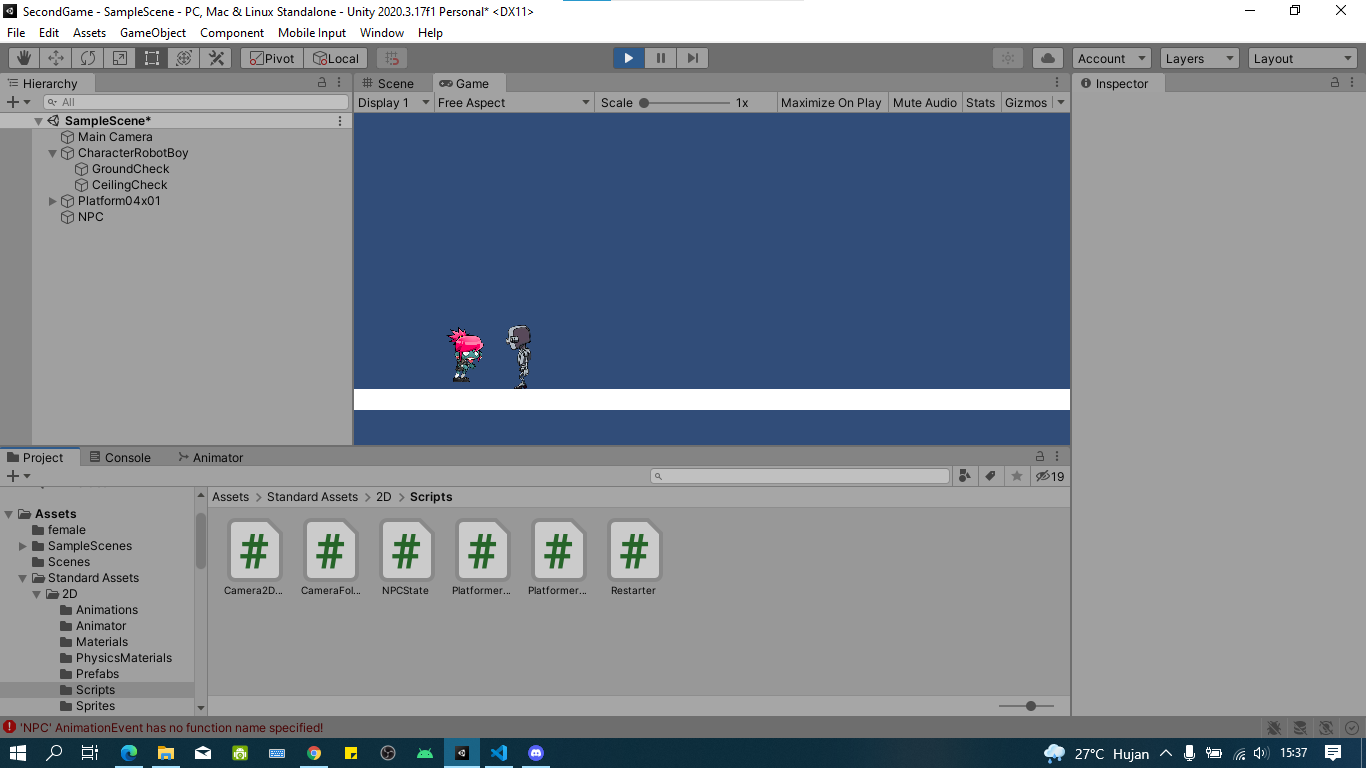 SecondGame - SampleScene - PC, Mac & Linux Standalone - Unity 2020.3.17f1 Personal* <DX11>
File Edit Assets GameObject Component Mobile Input Window Help
Pivot Local Account Layers Layout
Hierarchy Scene Game Inspector
All Display 1 Free Aspect Scale 1x Maximize On Play Mute Audio Stats Gizmos
SampleScene*
Main Camera
CharacterRobotBoy
GroundCheck
CeilingCheck
Platform04x01
NPC
Project Console Animator
19
Assets > Standard Assets > 2D > Scripts
Assets
female
SampleScenes
Scenes
Standard Assets
2D
Animations
Animator
Materials
PhysicsMaterials
Prefabs
Scripts
Sprites
Camera2D... CameraFol... NPCState Platformer... Platformer... Restarter
'NPC' AnimationEvent has no function name specified!
27°C Hujan 15:37